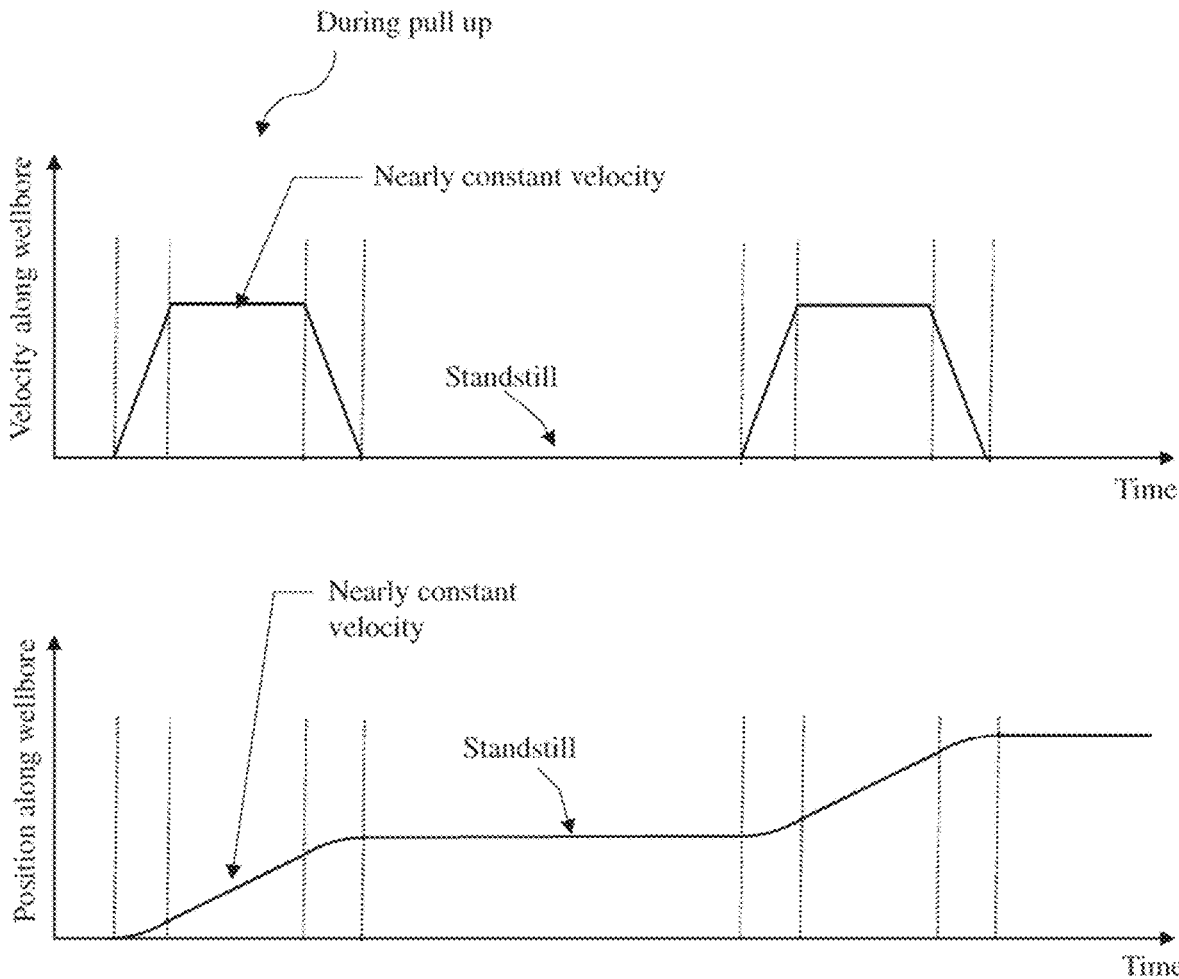 During pull up
Velocity along wellbore
Nearly constant velocity
Standstill
Time
Position along wellbore
Nearly constant
velocity
Standstill
Time